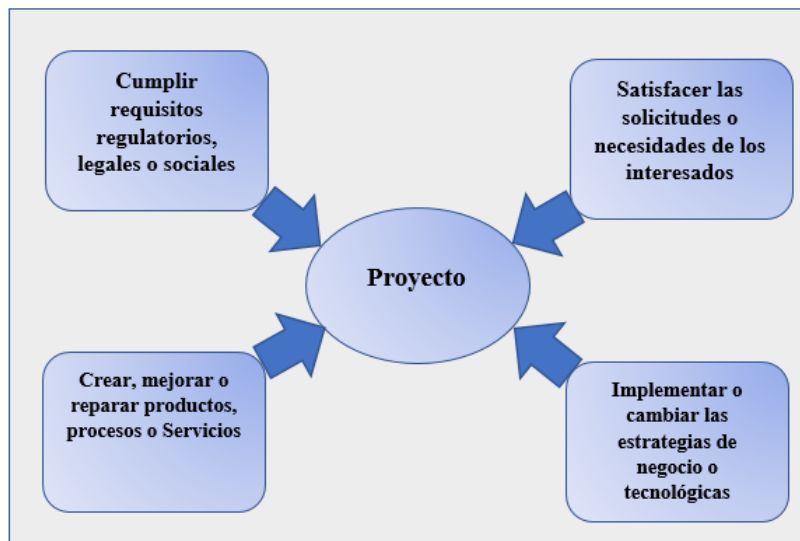 Cumplir
requisitos
regulatorios,
legales o sociales
Satisfacer las
solicitudes o
necesidades de los
interesados
Proyecto
Crear, mejorar o
reparar productos,
procesos o Servicios
Implementar o
cambiar las
estrategias de
negocio o
tecnológicas